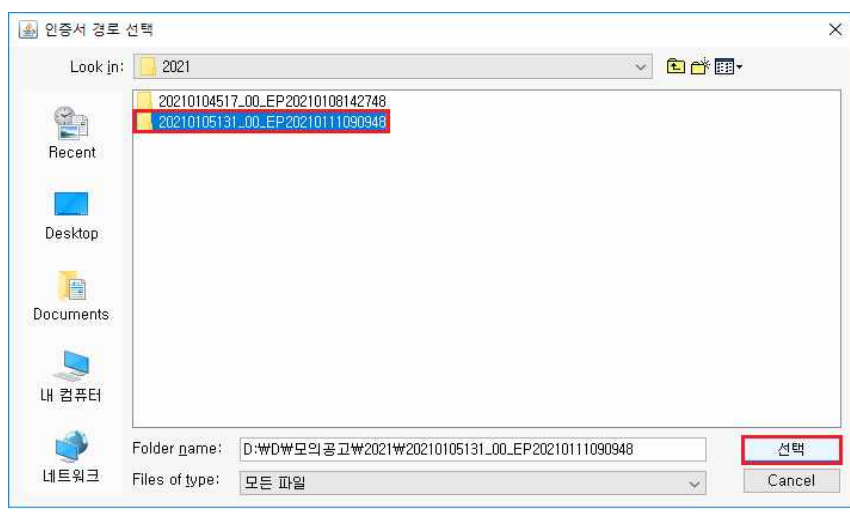 인증서 경로 선택
Look in: 2021
20210104517_00_EP20210108142748
20210105131_00_EP20210111090948
Recent
Desktop
Documents
내 컴퓨터
네트워크
Folder name: D:₩D₩모의공고₩2021₩20210105131_00_EP20210111090948
선택
Files of type: 모든 파일
Cancel